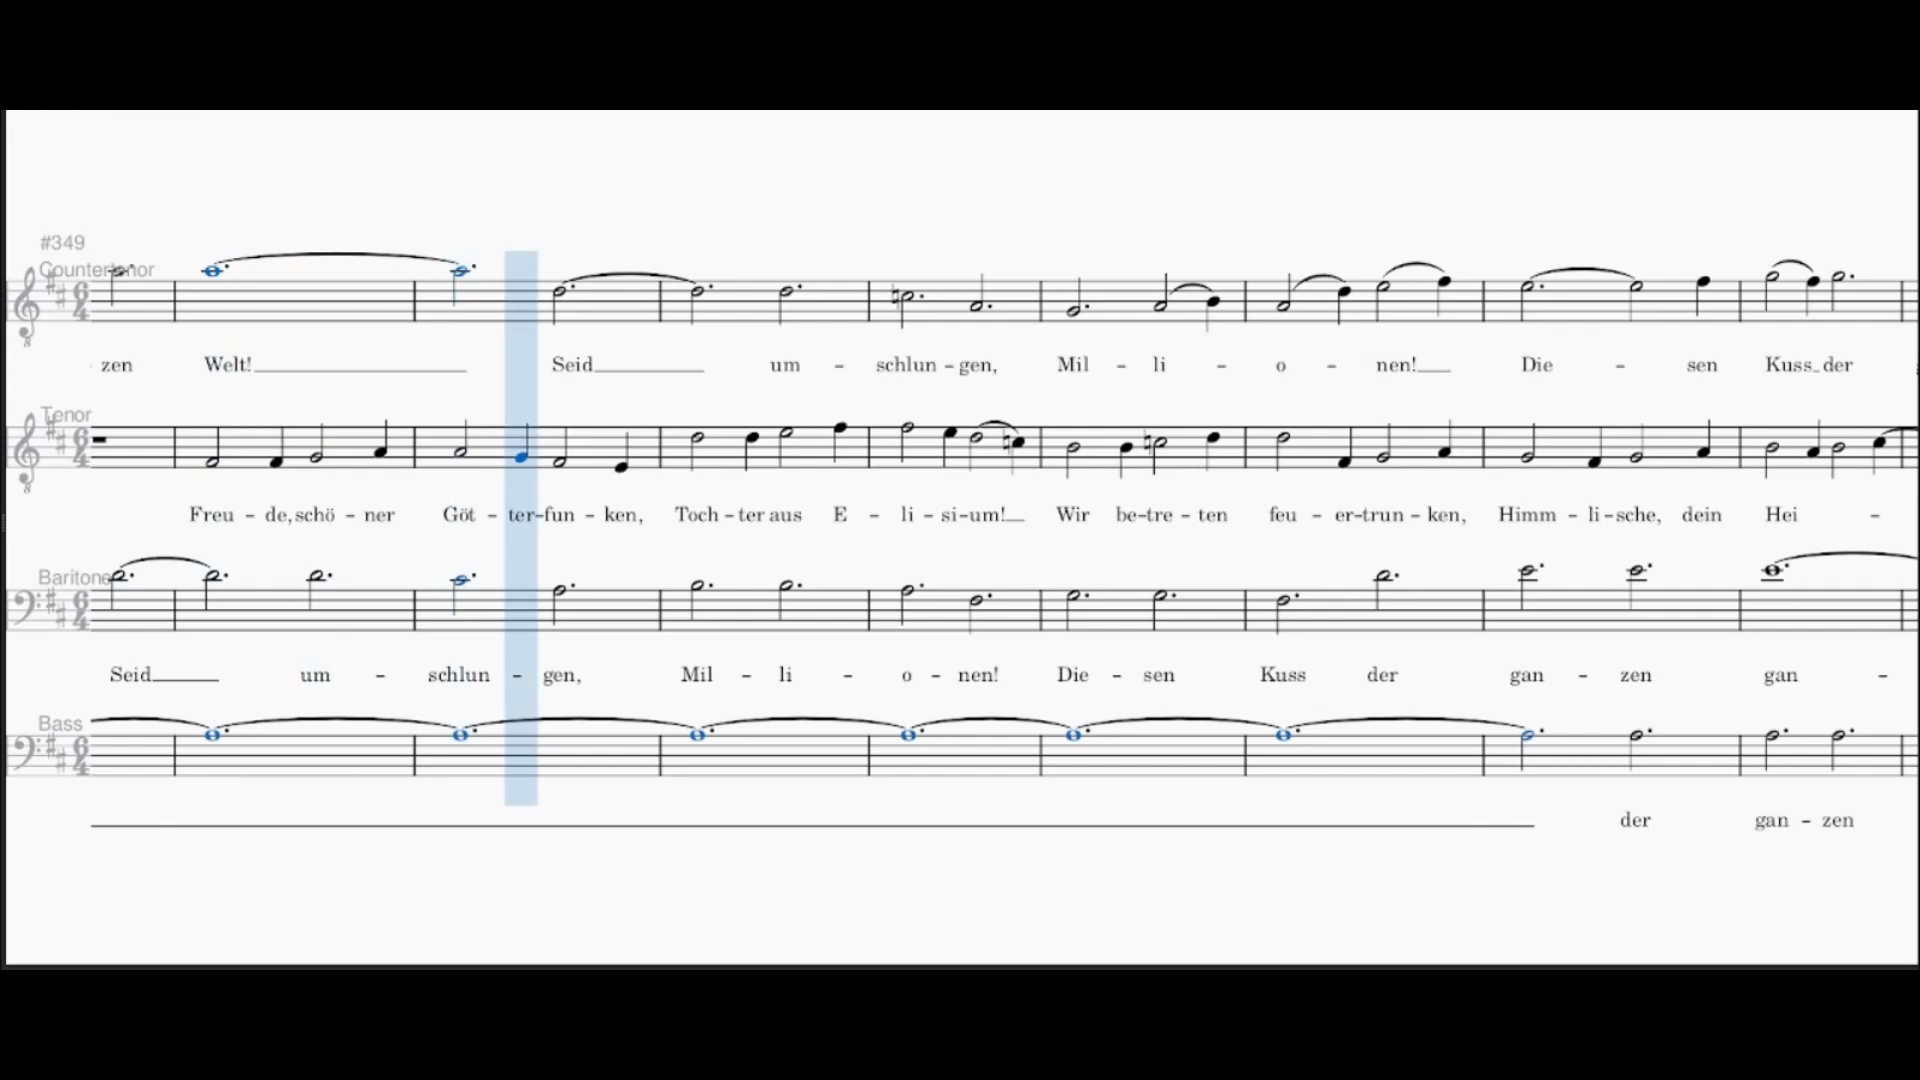 #349
Countertenor
zen Welt! Seid um - schlun - gen, Mil - li - o - nen! Die - sen Kuss der
Tenor
Freu - de, schö - ner Göt - ter - fun - ken, Toch - ter aus E - li - si - um! Wir be - tre - ten feu - er - trun - ken, Himm - li - sche, dein Hei -
Baritone
Seid um - schlun - gen, Mil - li - o - nen! Die - sen Kuss der gan - zen gan -
Bass
der gan - zen